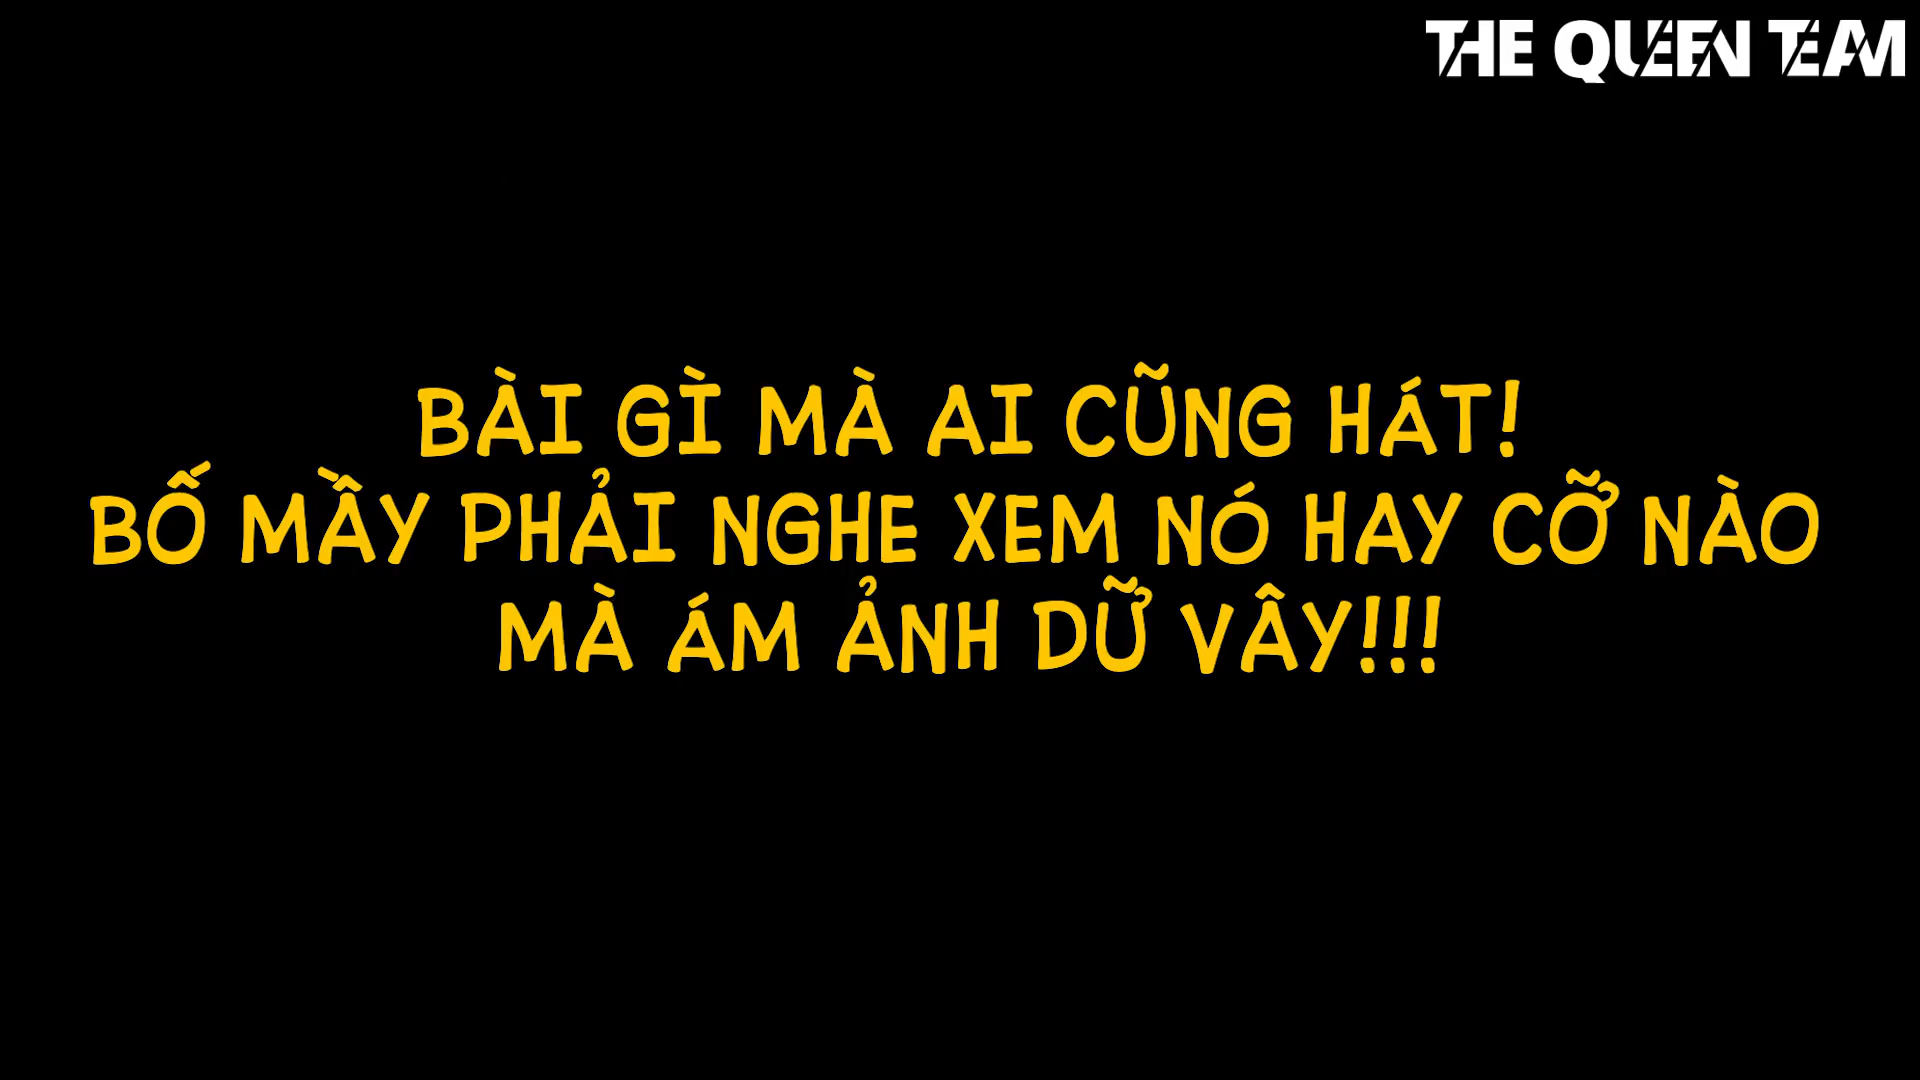 THE QUEEN TEAM
BÀI GÌ MÀ AI CŨNG HÁT!
BỐ MẦY PHẢI NGHE XEM NÓ HAY CỠ NÀO
MÀ ÁM ẢNH DỮ VÂY!!!